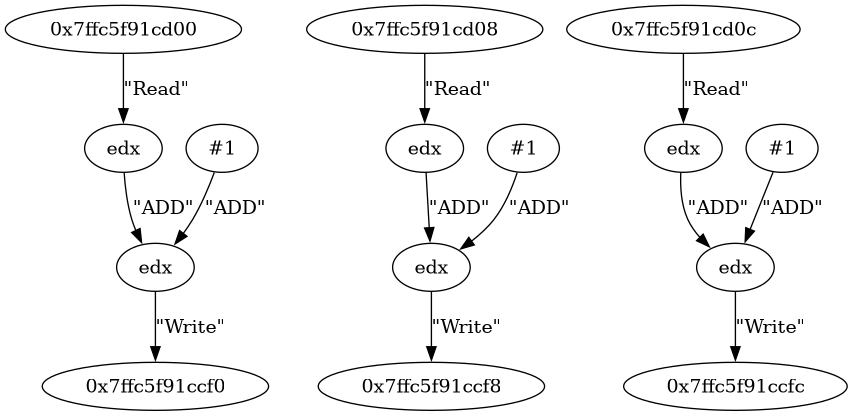 0x7ffc5f91cd00 0x7ffc5f91cd08 0x7ffc5f91cd0c
"Read" "Read" "Read"
edx #1 edx #1 edx #1
"ADD" "ADD" "ADD" "ADD" "ADD" "ADD"
edx edx edx
"Write" "Write" "Write"
0x7ffc5f91ccf0 0x7ffc5f91ccf8 0x7ffc5f91ccfc